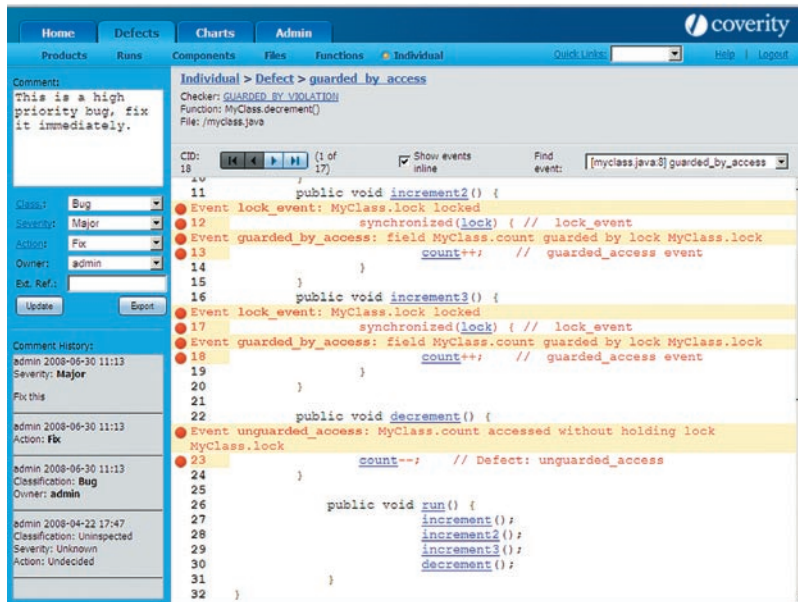 Home Defects Charts Admin coverity
Products Runs Components Files Functions Individual Quick Links: Help | Logout
Comment:
This is a high
priority bug, fix
it immediately.
Class.: Bug
Severity: Major
Action: Fix
Owner: admin
Ext. Ref.:
Update Export
Comment History:
admin 2008-06-30 11:13
Severity: Major
Fix this
admin 2008-06-30 11:13
Action: Fix
admin 2008-06-30 11:13
Classification: Bug
Owner: admin
admin 2008-04-22 17:47
Classification: Uninspected
Severity: Unknown
Action: Undecided
Individual > Defect > guarded_by_access
Checker: GUARDED_BY_VIOLATION
Function: MyClass.decrement()
File: /myclass.java
CID: 18 (1 of 17) Show events inline Find event: [myclass.java:8] guarded_by_access
10 }
11 public void increment2() {
Event lock_event: MyClass.lock locked
12 synchronized(lock) { // lock_event
Event guarded_by_access: field MyClass.count guarded by lock MyClass.lock
13 count++; // guarded_access event
14 }
15 }
16 public void increment3() {
Event lock_event: MyClass.lock locked
17 synchronized(lock) { // lock_event
Event guarded_by_access: field MyClass.count guarded by lock MyClass.lock
18 count++; // guarded_access event
19 }
20 }
21
22 public void decrement() {
Event unguarded_access: MyClass.count accessed without holding lock
MyClass.lock
23 count--; // Defect: unguarded_access
24 }
25
26 public void run() {
27 increment();
28 increment2();
29 increment3();
30 decrement();
31 }
32 }